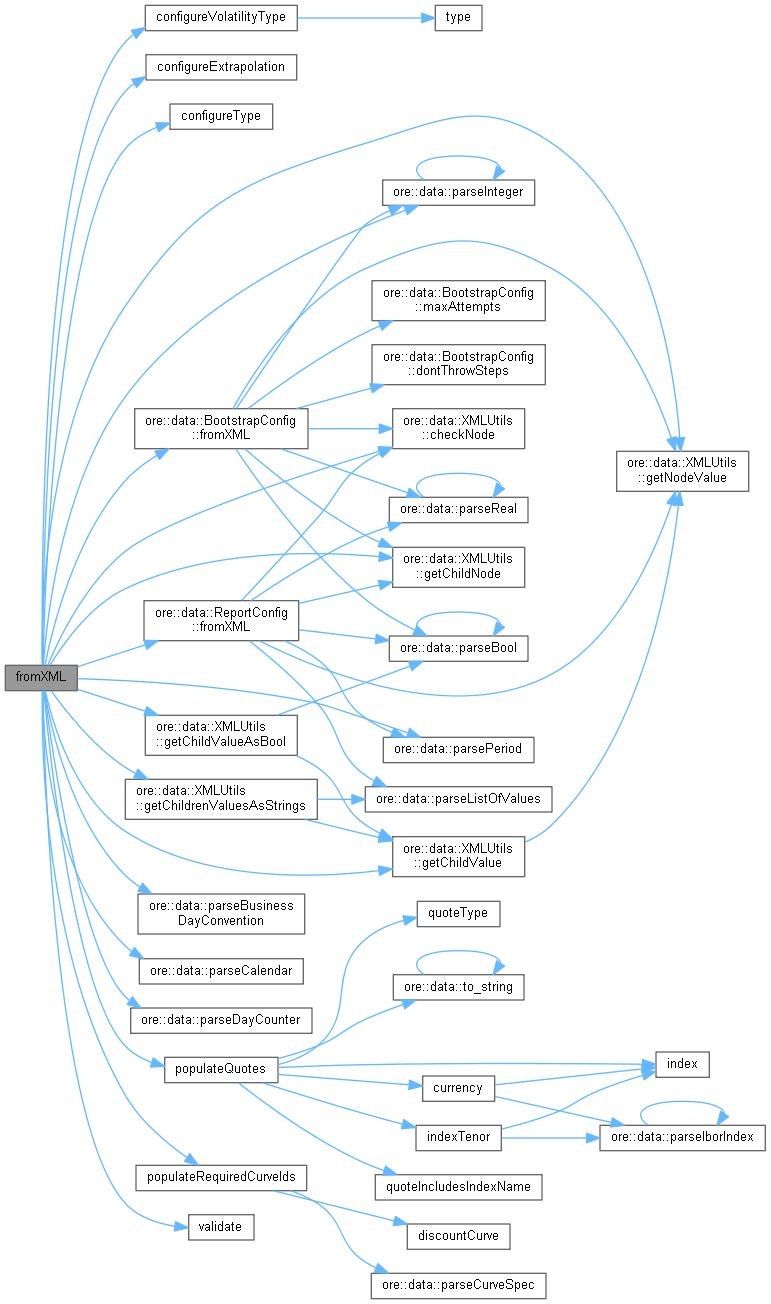 configureVolatilityType
type
configureExtrapolation
configureType
ore::data::parseInteger
ore::data::BootstrapConfig
::maxAttempts
ore::data::BootstrapConfig
::dontThrowSteps
ore::data::BootstrapConfig
::fromXML
ore::data::XMLUtils
::checkNode
ore::data::XMLUtils
::getNodeValue
ore::data::parseReal
ore::data::XMLUtils
::getChildNode
ore::data::ReportConfig
::fromXML
ore::data::parseBool
fromXML
ore::data::XMLUtils
::getChildValueAsBool
ore::data::parsePeriod
ore::data::XMLUtils
::getChildrenValuesAsStrings
ore::data::parseListOfValues
ore::data::XMLUtils
::getChildValue
ore::data::parseBusiness
DayConvention
quoteType
ore::data::parseCalendar
ore::data::to_string
ore::data::parseDayCounter
populateQuotes
index
currency
indexTenor
ore::data::parseIborIndex
populateRequiredCurveIds
quoteIncludesIndexName
validate
discountCurve
ore::data::parseCurveSpec